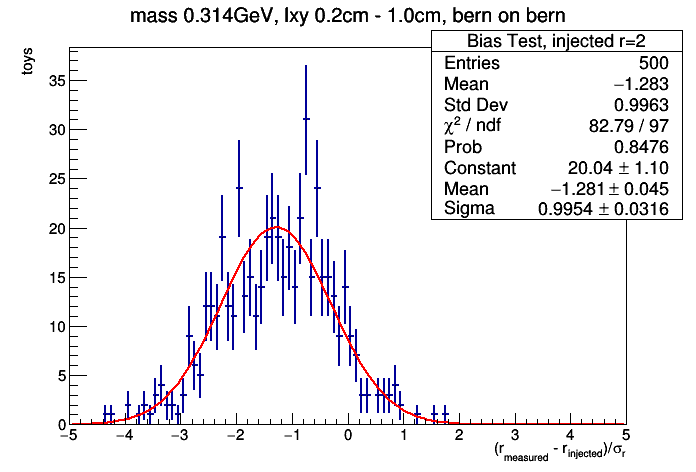 mass 0.314GeV, lxy 0.2cm - 1.0cm, bern on bern
Bias Test, injected r=2
Entries 500
Mean −1.283
Std Dev 0.9963
χ² / ndf 82.79 / 97
Prob 0.8476
Constant 20.04 ± 1.10
Mean −1.281 ± 0.045
Sigma 0.9954 ± 0.0316
toys
35
30
25
20
15
10
5
0
−5 −4 −3 −2 −1 0 1 2 3 4 5
(r_measured - r_injected)/σ_r